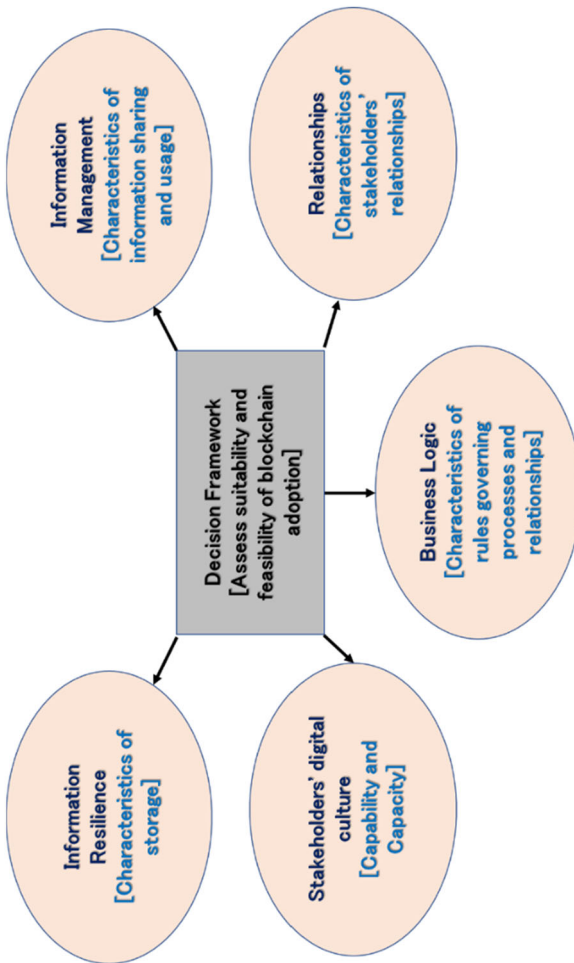 Information
Resilience
[Characteristics of
storage]
Information
Management
[Characteristics of
information sharing
and usage]
Decision Framework
[Assess suitability and
feasibility of blockchain
adoption]
Stakeholders' digital
culture
[Capability and
Capacity]
Business Logic
[Characteristics of
rules governing
processes and
relationships]
Relationships
[Characteristics of
stakeholders'
relationships]